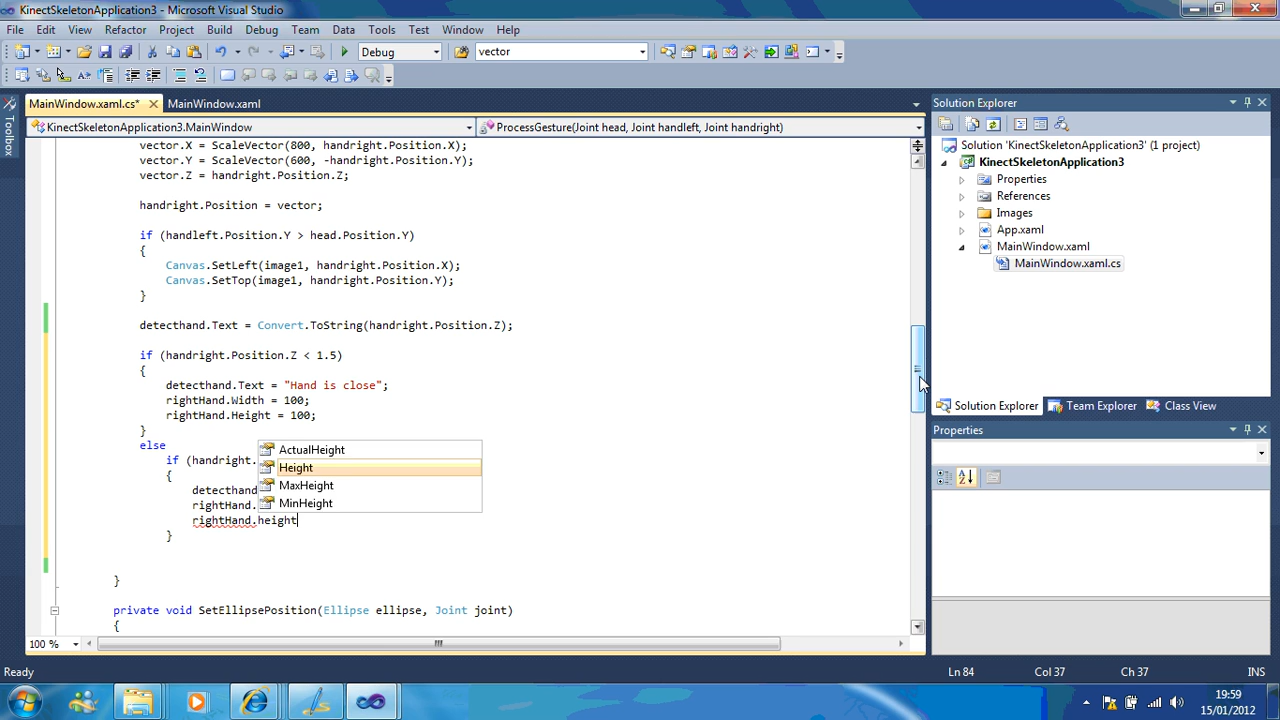 KinectSkeletonApplication3 - Microsoft Visual Studio
File Edit View Refactor Project Build Debug Team Data Tools Test Window Help
Debug vector
MainWindow.xaml.cs* MainWindow.xaml
KinectSkeletonApplication3.MainWindow ProcessGesture(Joint head, Joint handleft, Joint handright)
vector.X = ScaleVector(800, handright.Position.X);
vector.Y = ScaleVector(600, -handright.Position.Y);
vector.Z = handright.Position.Z;
handright.Position = vector;
if (handleft.Position.Y > head.Position.Y)
{
Canvas.SetLeft(image1, handright.Position.X);
Canvas.SetTop(image1, handright.Position.Y);
}
detecthand.Text = Convert.ToString(handright.Position.Z);
if (handright.Position.Z < 1.5)
{
detecthand.Text = "Hand is close";
rightHand.Width = 100;
rightHand.Height = 100;
}
else
if (handright.
{
detecthand
rightHand.
rightHand.height
}
}
private void SetEllipsePosition(Ellipse ellipse, Joint joint)
{
ActualHeight
Height
MaxHeight
MinHeight
100 %
Toolbox
Solution Explorer
Solution 'KinectSkeletonApplication3' (1 project)
KinectSkeletonApplication3
Properties
References
Images
App.xaml
MainWindow.xaml
MainWindow.xaml.cs
Solution Explorer Team Explorer Class View
Properties
Ready Ln 84 Col 37 Ch 37 INS
19:59
15/01/2012